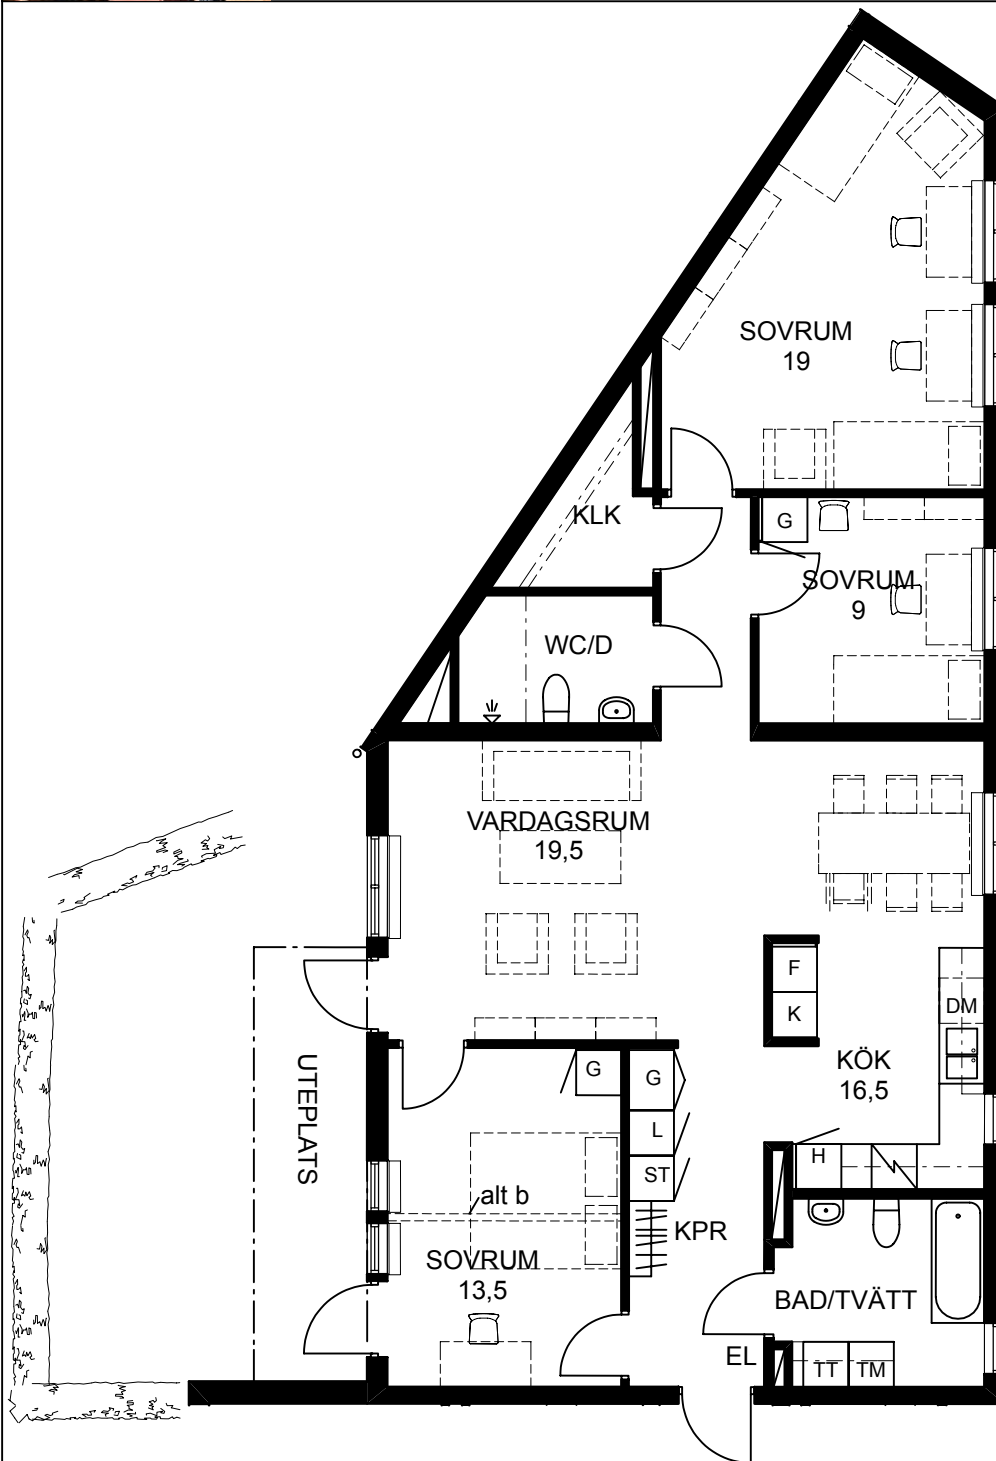 SOVRUM
19
KLK
G
SOVRUM
9
WC/D
VARDAGSRUM
19,5
F
K
DM
KÖK
16,5
UTEPLATS
G
G
L
ST
H
alt b
KPR
SOVRUM
13,5
BAD/TVÄTT
EL
TT
TM